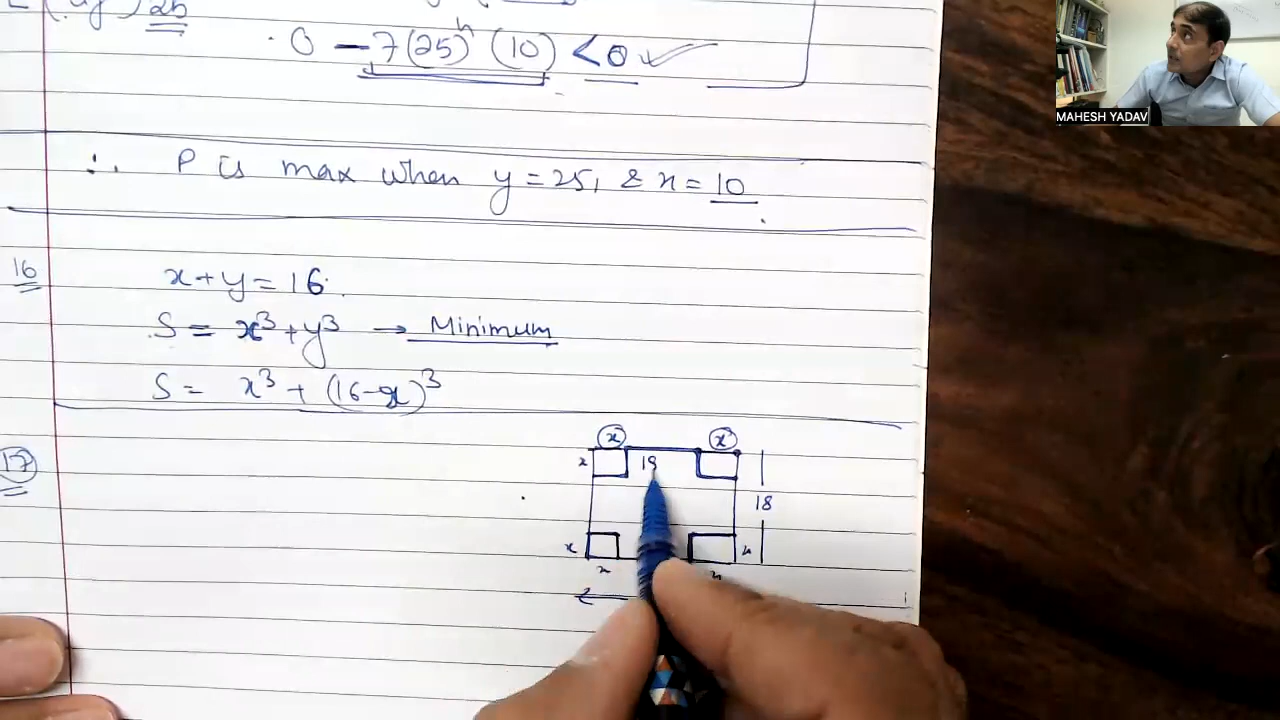 0 - 7(25)^4 (10) < 0 ✓
∴ P is max when y = 25, & x = 10
16
x + y = 16.
S = x³ + y³ → Minimum
S = x³ + (16-x)³
17
x x
x 18
18
x x
x x
MAHESH YADAV